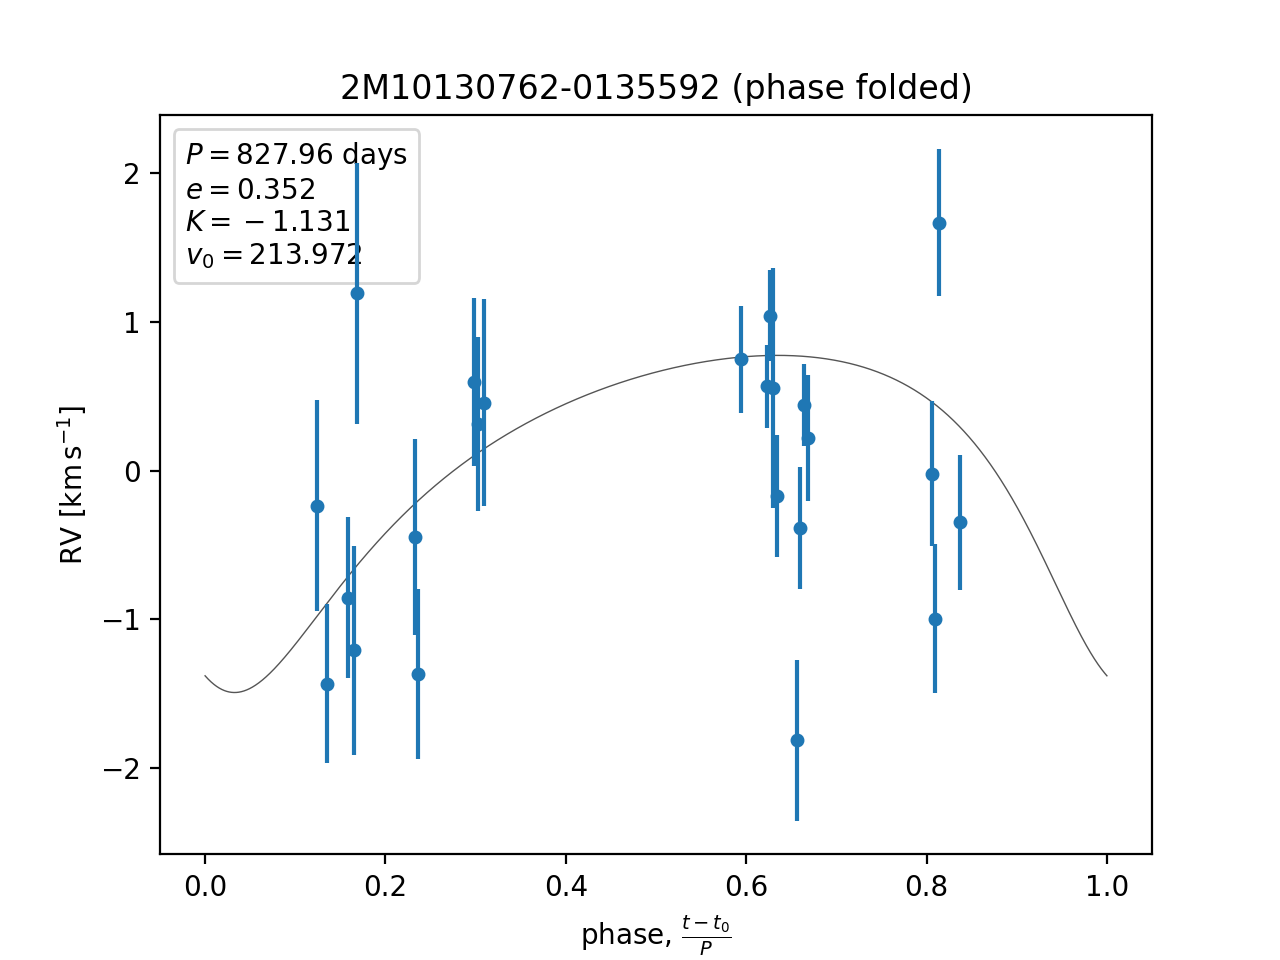 2M10130762-0135592 (phase folded)
P = 827.96 days
e = 0.352
K = −1.131
v₀ = 213.972
RV [km s⁻¹]
2
1
0
−1
−2
0.0 0.2 0.4 0.6 0.8 1.0
phase, (t − t₀)/P